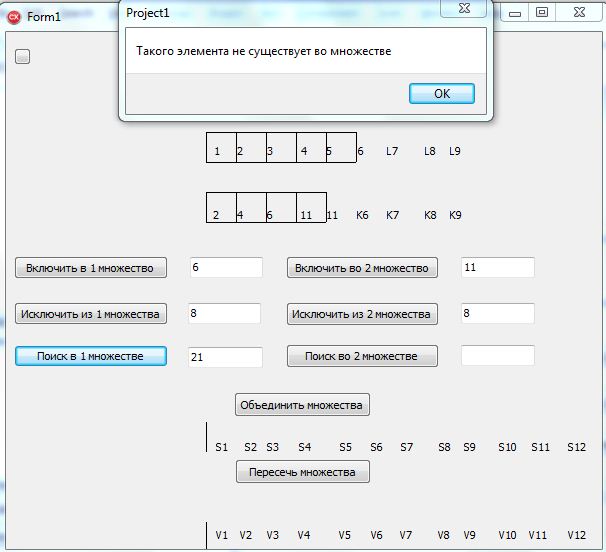 Form1
Project1
Такого элемента не существует во множестве
OK
1 2 3 4 5 6 L7 L8 L9
2 4 6 11 11 K6 K7 K8 K9
Включить в 1 множество 6 Включить во 2 множество 11
Исключить из 1 множества 8 Исключить из 2 множества 8
Поиск в 1 множестве 21 Поиск во 2 множестве
Объединить множества
S1 S2 S3 S4 S5 S6 S7 S8 S9 S10 S11 S12
Пересечь множества
V1 V2 V3 V4 V5 V6 V7 V8 V9 V10 V11 V12